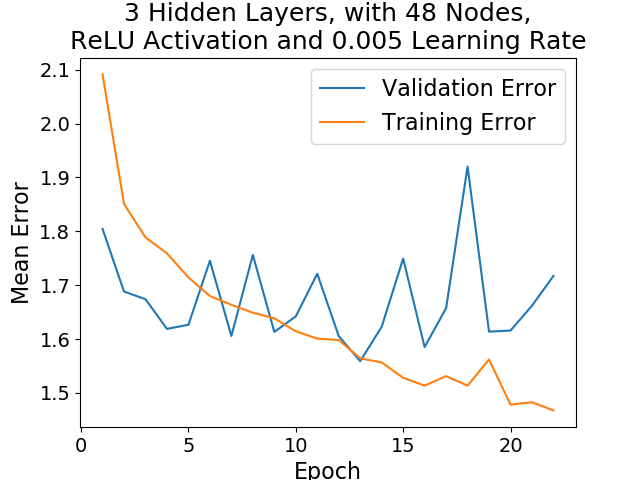 3 Hidden Layers, with 48 Nodes,
ReLU Activation and 0.005 Learning Rate
Validation Error
Training Error
Mean Error
2.1
2.0
1.9
1.8
1.7
1.6
1.5
0 5 10 15 20
Epoch